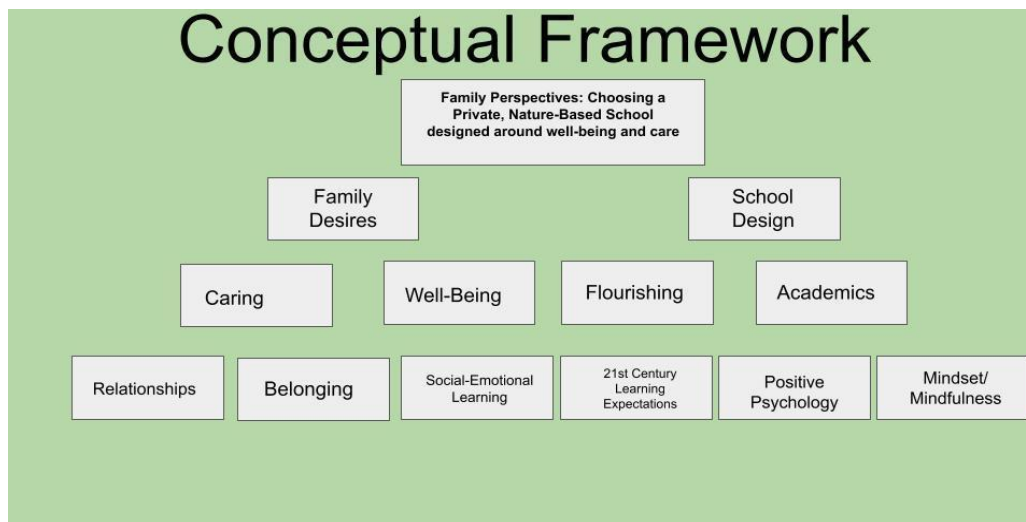 Conceptual Framework
Family Perspectives: Choosing a
Private, Nature-Based School
designed around well-being and care
Family
Desires
School
Design
Caring
Well-Being
Flourishing
Academics
Relationships
Belonging
Social-Emotional
Learning
21st Century
Learning
Expectations
Positive
Psychology
Mindset/
Mindfulness